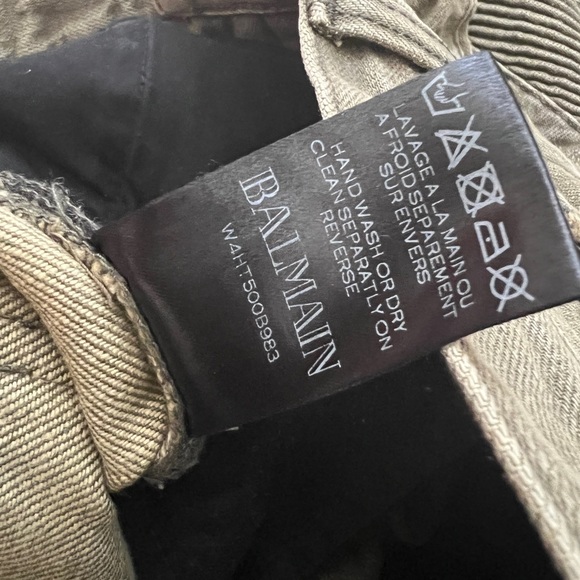 LAVAGE A LA MAIN OU
A FROID SEPAREMENT
SUR ENVERS
HAND WASH OR DRY
CLEAN SEPARATLY ON
REVERSE
BALMAIN
W4HT500B983